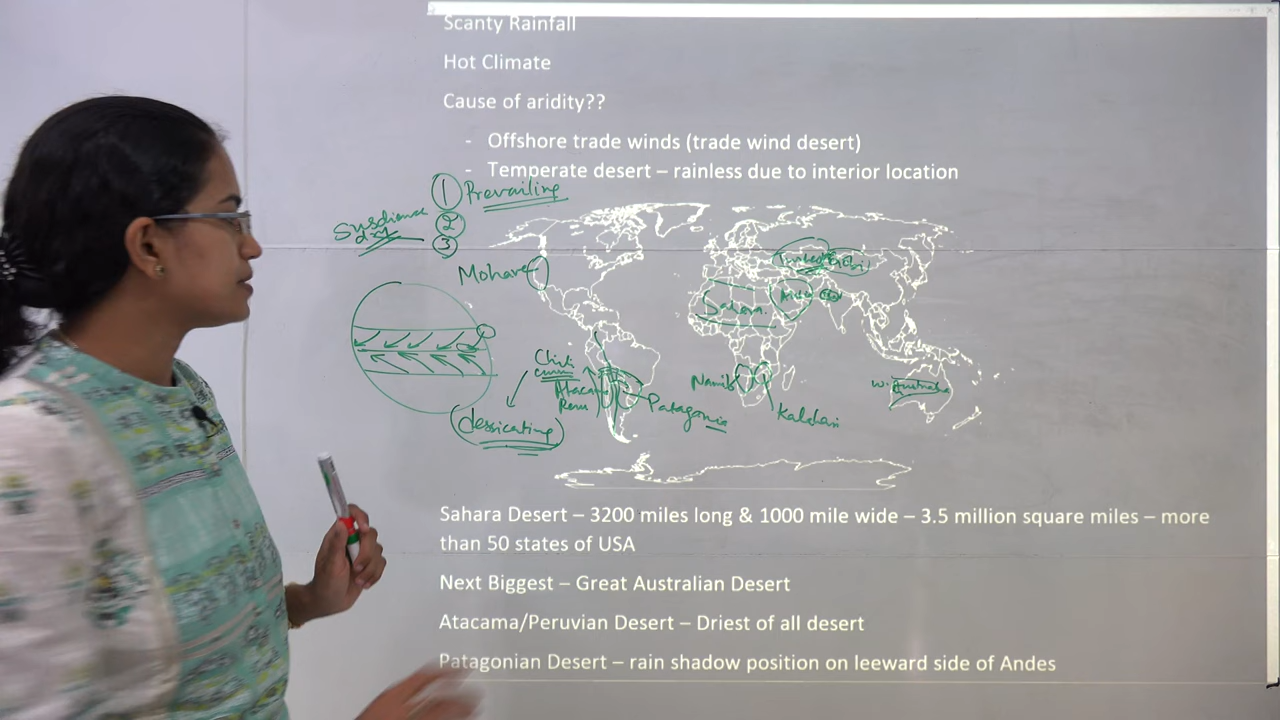 Scanty Rainfall
Hot Climate
Cause of aridity??
- Offshore trade winds (trade wind desert)
- Temperate desert – rainless due to interior location
1 Prevailing
2
3
Mohave
Sahara
Atacama
Peru
Patagonia
Namib
Kalahari
W. Australia
(dessicating)
Sahara Desert – 3200 miles long & 1000 mile wide – 3.5 million square miles – more
than 50 states of USA
Next Biggest – Great Australian Desert
Atacama/Peruvian Desert – Driest of all desert
Patagonian Desert – rain shadow position on leeward side of Andes